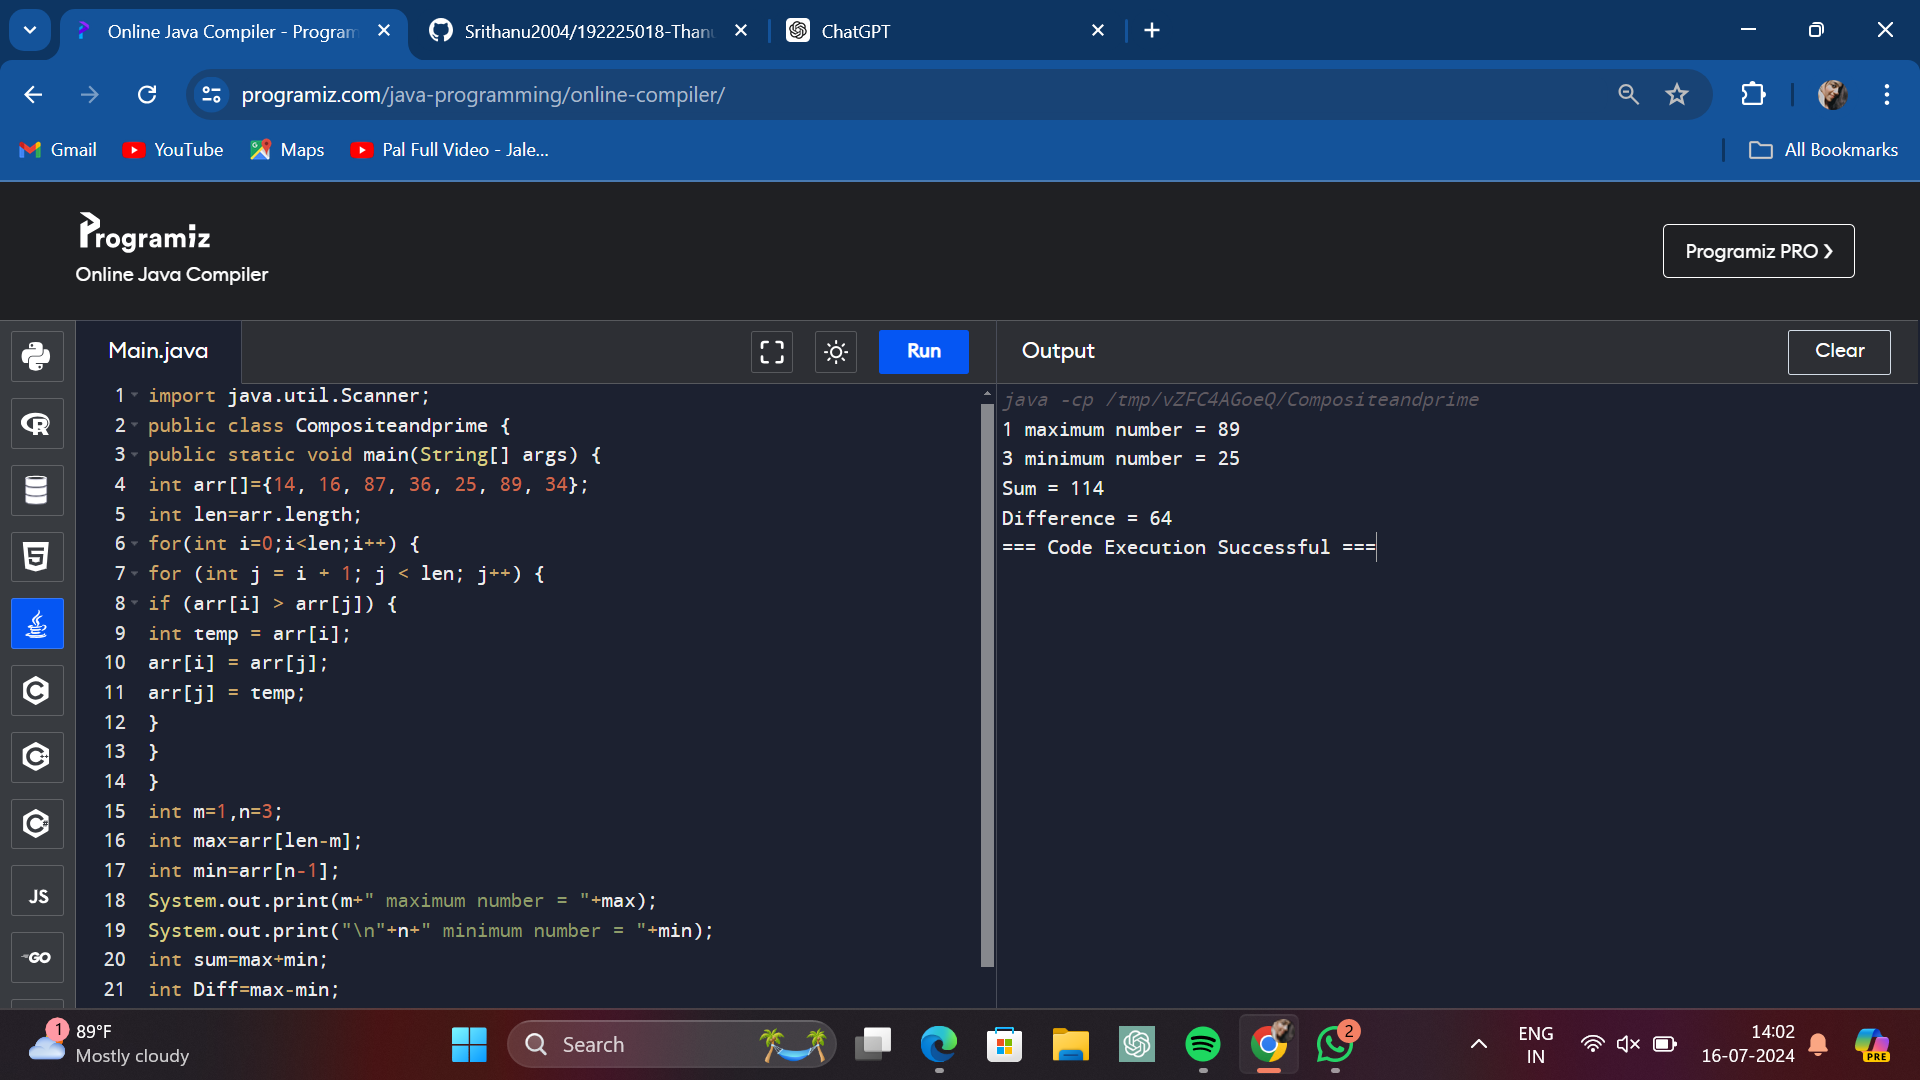 Online Java Compiler - Program
Srithanu2004/192225018-Thanu
ChatGPT
programiz.com/java-programming/online-compiler/
Gmail
YouTube
Maps
Pal Full Video - Jale...
All Bookmarks
Programiz
Online Java Compiler
Programiz PRO ❯
Main.java
Run
Output
Clear
1 import java.util.Scanner;
2 public class Compositeandprime {
3 public static void main(String[] args) {
4 int arr[]={14, 16, 87, 36, 25, 89, 34};
5 int len=arr.length;
6 for(int i=0;i<len;i++) {
7 for (int j = i + 1; j < len; j++) {
8 if (arr[i] > arr[j]) {
9 int temp = arr[i];
10 arr[i] = arr[j];
11 arr[j] = temp;
12 }
13 }
14 }
15 int m=1,n=3;
16 int max=arr[len-m];
17 int min=arr[n-1];
18 System.out.print(m+" maximum number = "+max);
19 System.out.print("\n"+n+" minimum number = "+min);
20 int sum=max+min;
21 int Diff=max-min;
java -cp /tmp/vZFC4AGoeQ/Compositeandprime
1 maximum number = 89
3 minimum number = 25
Sum = 114
Difference = 64
=== Code Execution Successful ===
R
5
C
C++
C#
JS
GO
1
89°F
Mostly cloudy
Search
2
ENG
IN
14:02
16-07-2024
PRE